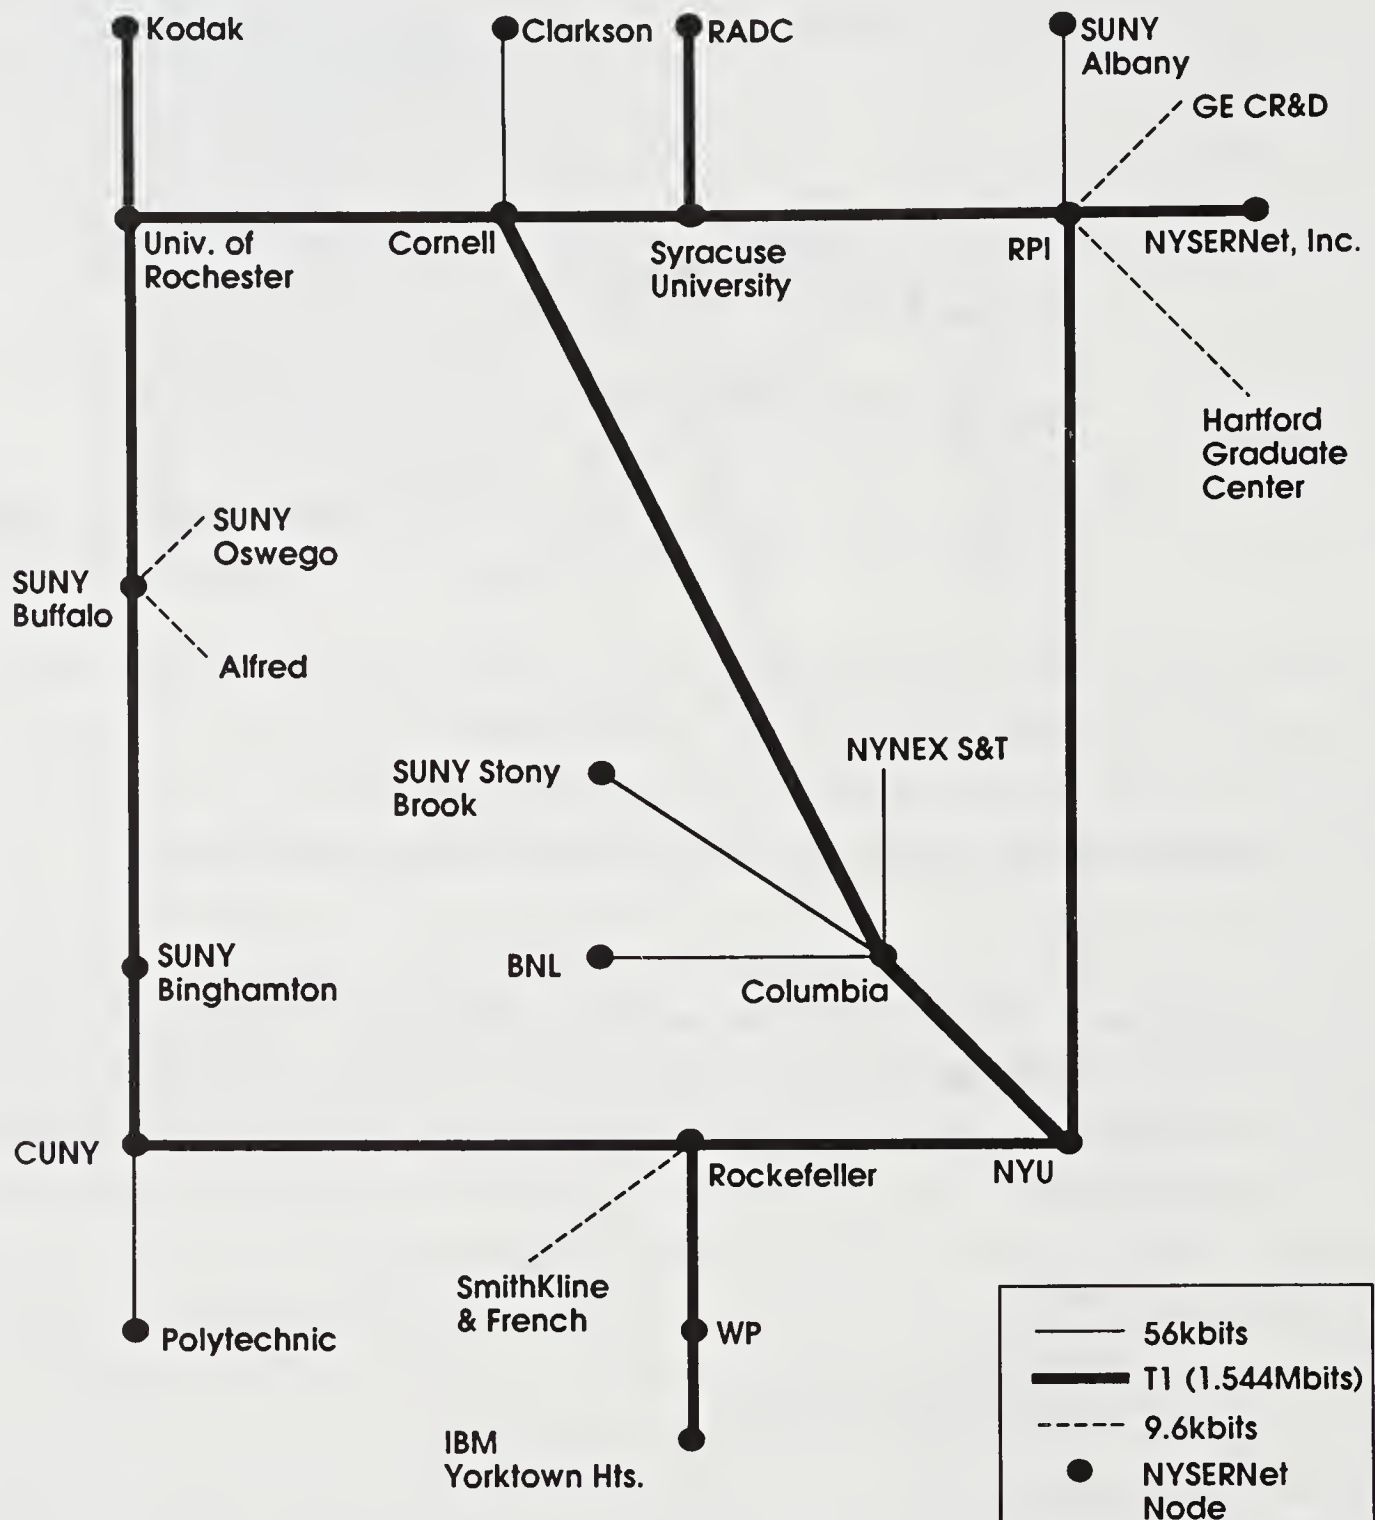 Kodak
Clarkson
RADC
SUNY
Albany
GE CR&D
Univ. of
Rochester
Cornell
Syracuse
University
RPI
NYSERNet, Inc.
Hartford
Graduate
Center
SUNY
Oswego
SUNY
Buffalo
Alfred
NYNEX S&T
SUNY Stony
Brook
SUNY
Binghamton
BNL
Columbia
CUNY
Rockefeller
NYU
SmithKline
& French
Polytechnic
WP
IBM
Yorktown Hts.
56kbits
T1 (1.544Mbits)
9.6kbits
NYSERNet
Node